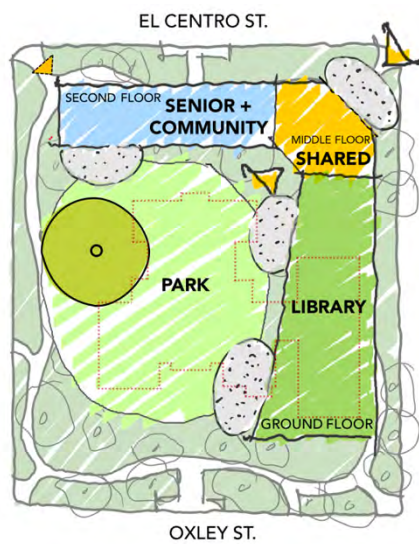 EL CENTRO ST.
SECOND FLOOR
SENIOR +
COMMUNITY
MIDDLE FLOOR
SHARED
PARK
LIBRARY
GROUND FLOOR
OXLEY ST.